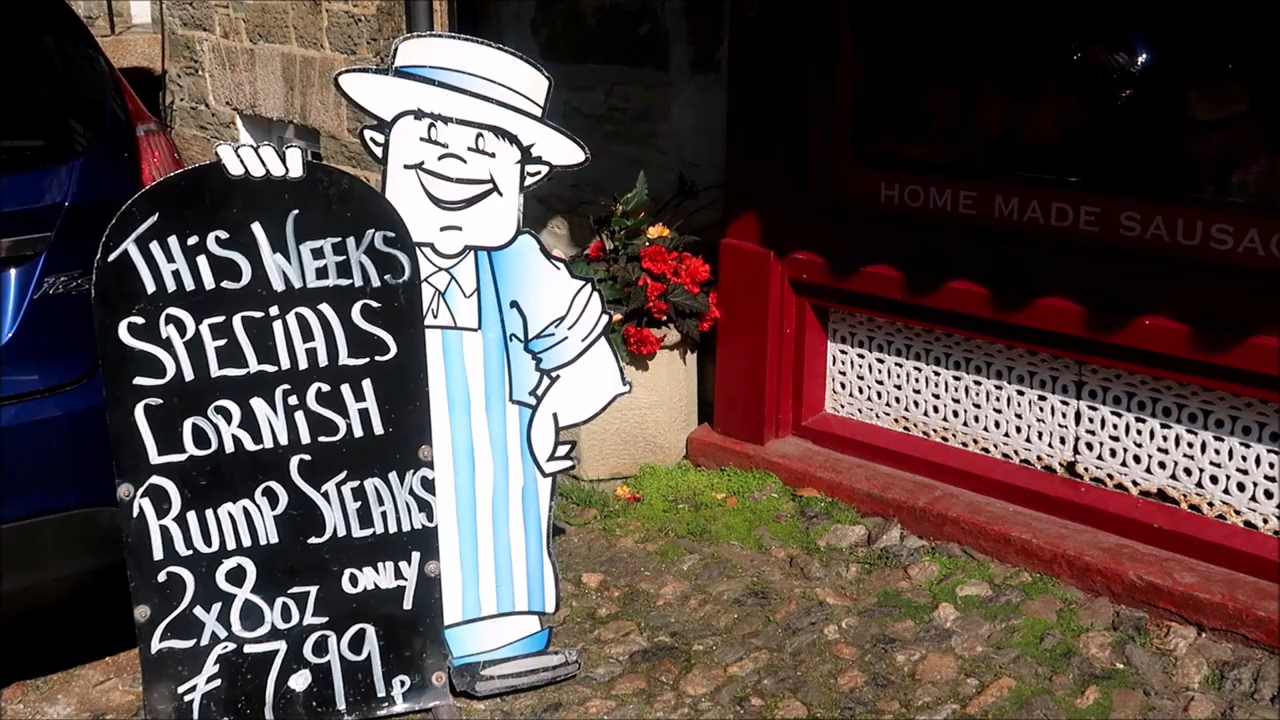 THiS WEEKS
SPECiALS
CORNiSH
RUMP STEAKS
2x8oz ONLY
£7.99p
HOME MADE SAUSAG